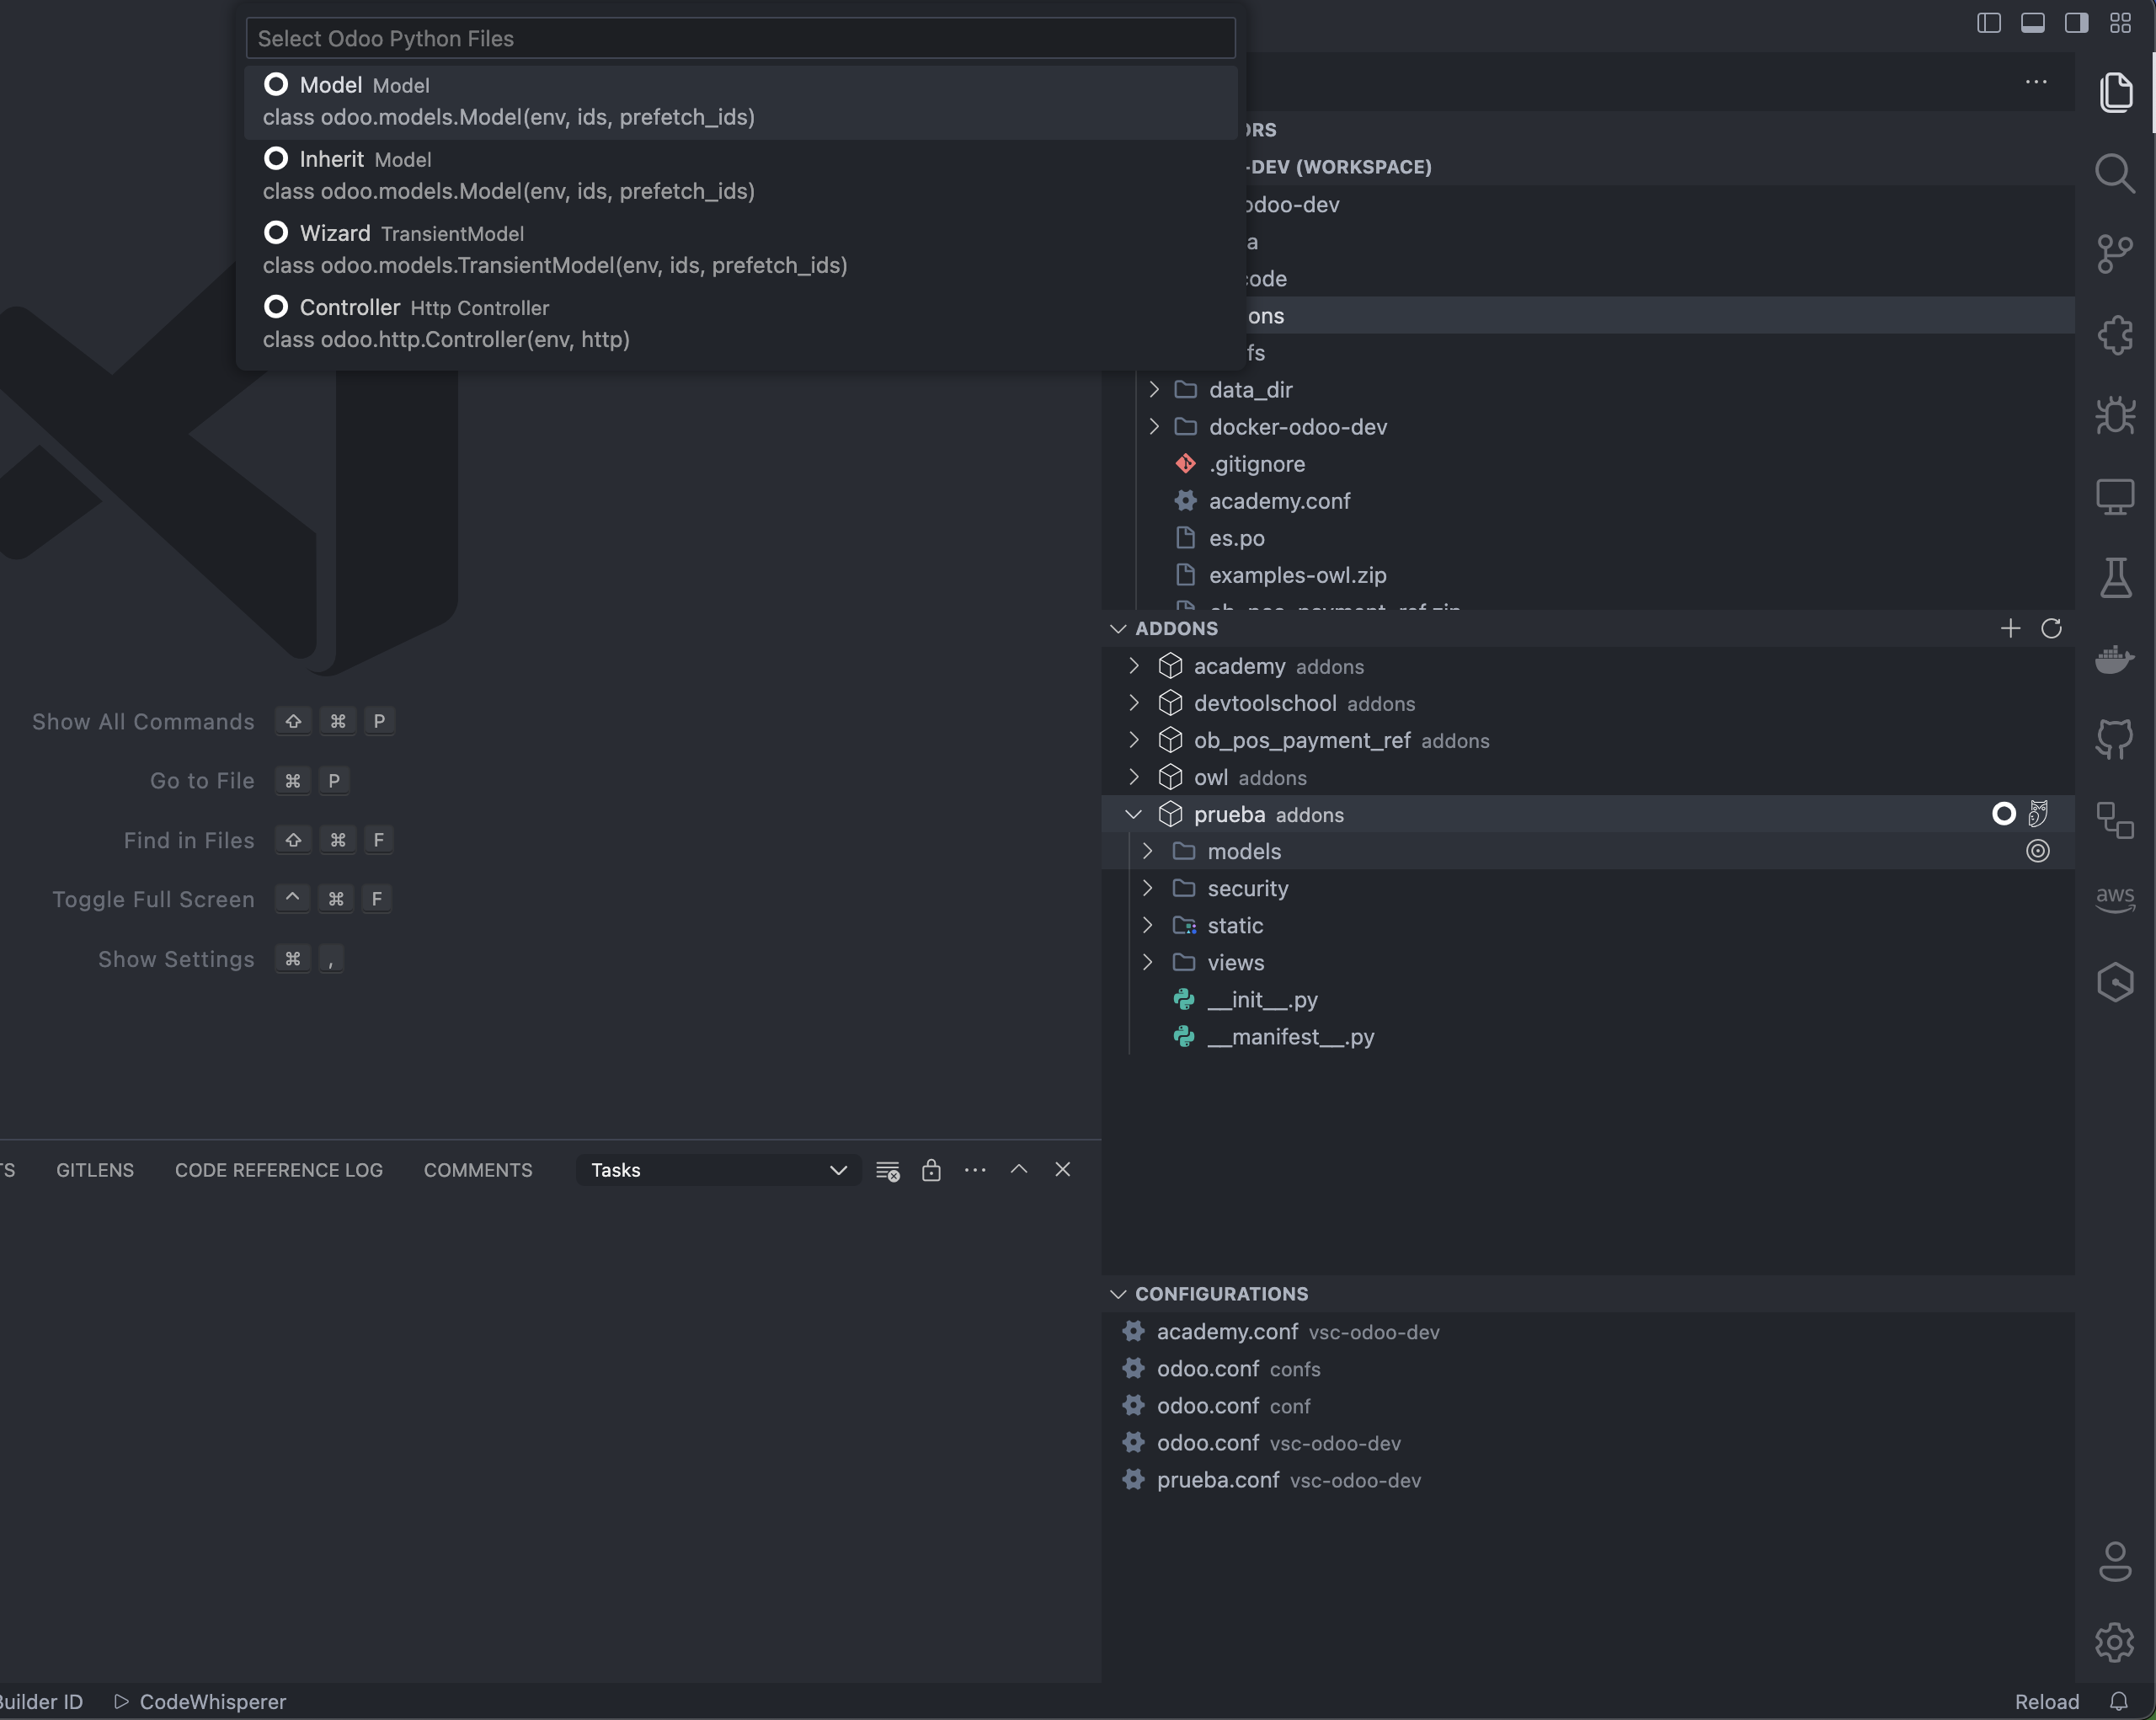 Select Odoo Python Files
Model Model
class odoo.models.Model(env, ids, prefetch_ids)
Inherit Model
class odoo.models.Model(env, ids, prefetch_ids)
Wizard TransientModel
class odoo.models.TransientModel(env, ids, prefetch_ids)
Controller Http Controller
class odoo.http.Controller(env, http)
Show All Commands ⇧ ⌘ P
Go to File ⌘ P
Find in Files ⇧ ⌘ F
Toggle Full Screen ^ ⌘ F
Show Settings ⌘ ,
ORS
-DEV (WORKSPACE)
odoo-dev
a
code
ons
fs
data_dir
docker-odoo-dev
.gitignore
academy.conf
es.po
examples-owl.zip
ob_pos_payment_ref.zip
ADDONS
academy addons
devtoolschool addons
ob_pos_payment_ref addons
owl addons
prueba addons
models
security
static
views
__init__.py
__manifest__.py
CONFIGURATIONS
academy.conf vsc-odoo-dev
odoo.conf confs
odoo.conf conf
odoo.conf vsc-odoo-dev
prueba.conf vsc-odoo-dev
aws
TS GITLENS CODE REFERENCE LOG COMMENTS Tasks
Builder ID CodeWhisperer Reload